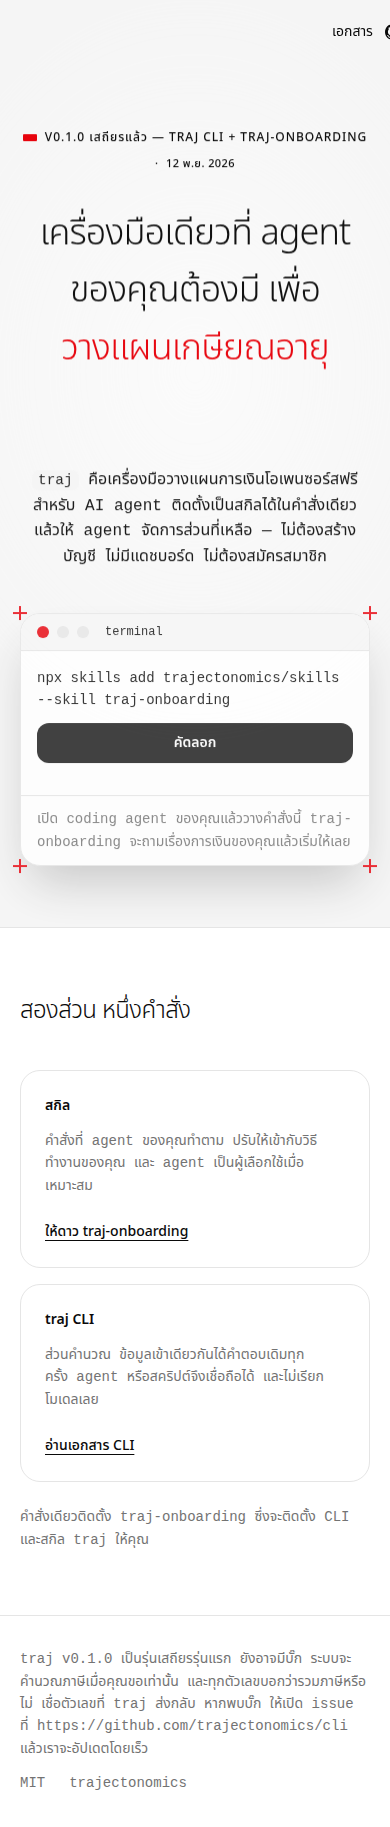 เอกสาร
V0.1.0 เสถียรแล้ว — TRAJ CLI + TRAJ-ONBOARDING
· 12 พ.ย. 2026
เครื่องมือเดียวที่ agent
ของคุณต้องมี เพื่อ
วางแผนเกษียณอายุ
traj คือเครื่องมือวางแผนการเงินโอเพนซอร์สฟรี
สำหรับ AI agent ติดตั้งเป็นสกิลได้ในคำสั่งเดียว
แล้วให้ agent จัดการส่วนที่เหลือ — ไม่ต้องสร้าง
บัญชี ไม่มีแดชบอร์ด ไม่ต้องสมัครสมาชิก
terminal
npx skills add trajectonomics/skills
--skill traj-onboarding
คัดลอก
เปิด coding agent ของคุณแล้ววางคำสั่งนี้ traj-
onboarding จะถามเรื่องการเงินของคุณแล้วเริ่มให้เลย
สองส่วน หนึ่งคำสั่ง
สกิล
คำสั่งที่ agent ของคุณทำตาม ปรับให้เข้ากับวิธี
ทำงานของคุณ และ agent เป็นผู้เลือกใช้เมื่อ
เหมาะสม
ให้ดาว traj-onboarding
traj CLI
ส่วนคำนวณ ข้อมูลเข้าเดียวกันได้คำตอบเดิมทุก
ครั้ง agent หรือสคริปต์จึงเชื่อถือได้ และไม่เรียก
โมเดลเลย
อ่านเอกสาร CLI
คำสั่งเดียวติดตั้ง traj-onboarding ซึ่งจะติดตั้ง CLI
และสกิล traj ให้คุณ
traj v0.1.0 เป็นรุ่นเสถียรรุ่นแรก ยังอาจมีบั๊ก ระบบจะ
คำนวณภาษีเมื่อคุณขอเท่านั้น และทุกตัวเลขบอกว่ารวมภาษีหรือ
ไม่ เชื่อตัวเลขที่ traj ส่งกลับ หากพบบั๊ก ให้เปิด issue
ที่ https://github.com/trajectonomics/cli
แล้วเราจะอัปเดตโดยเร็ว
MIT trajectonomics